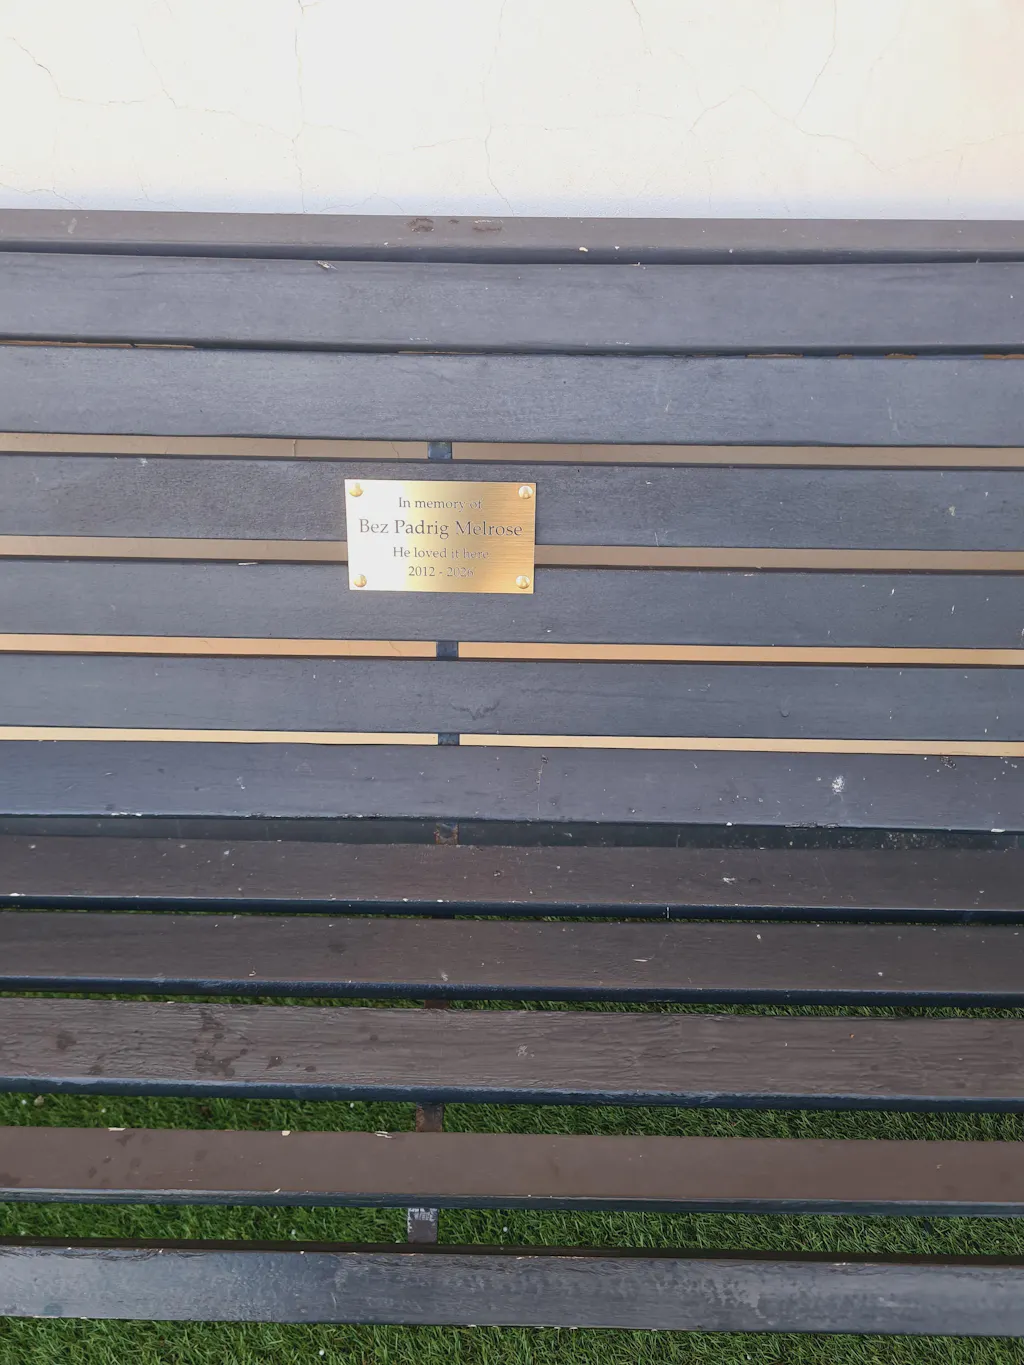 In memory of
Bez Padrig Melrose
He loved it here
2012 - 2026